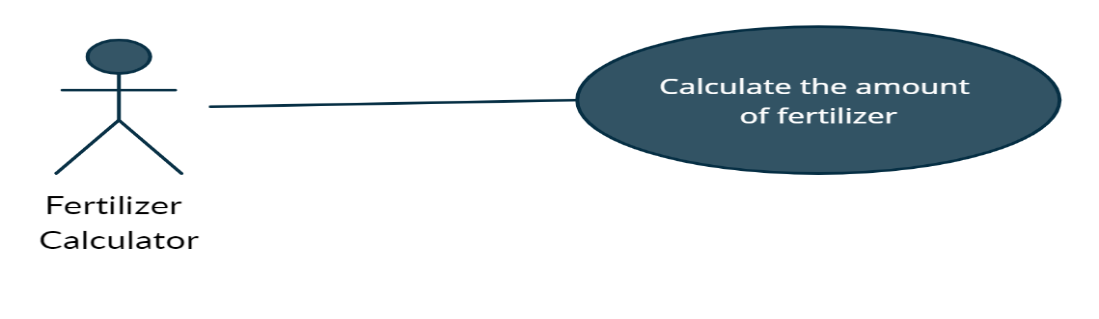 Calculate the amount
of fertilizer
Fertilizer
Calculator